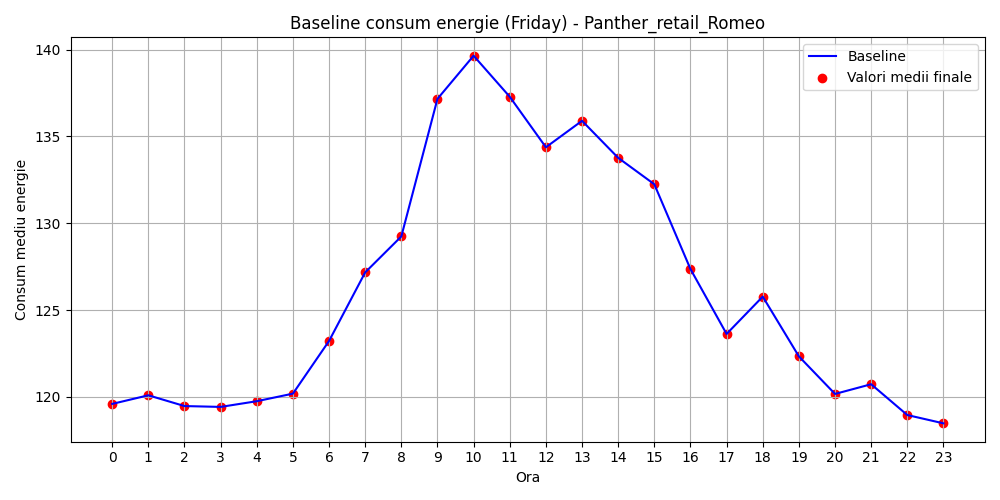 Baseline consum energie (Friday) - Panther_retail_Romeo
Baseline
Valori medii finale
Consum mediu energie
140
135
130
125
120
0 1 2 3 4 5 6 7 8 9 10 11 12 13 14 15 16 17 18 19 20 21 22 23
Ora